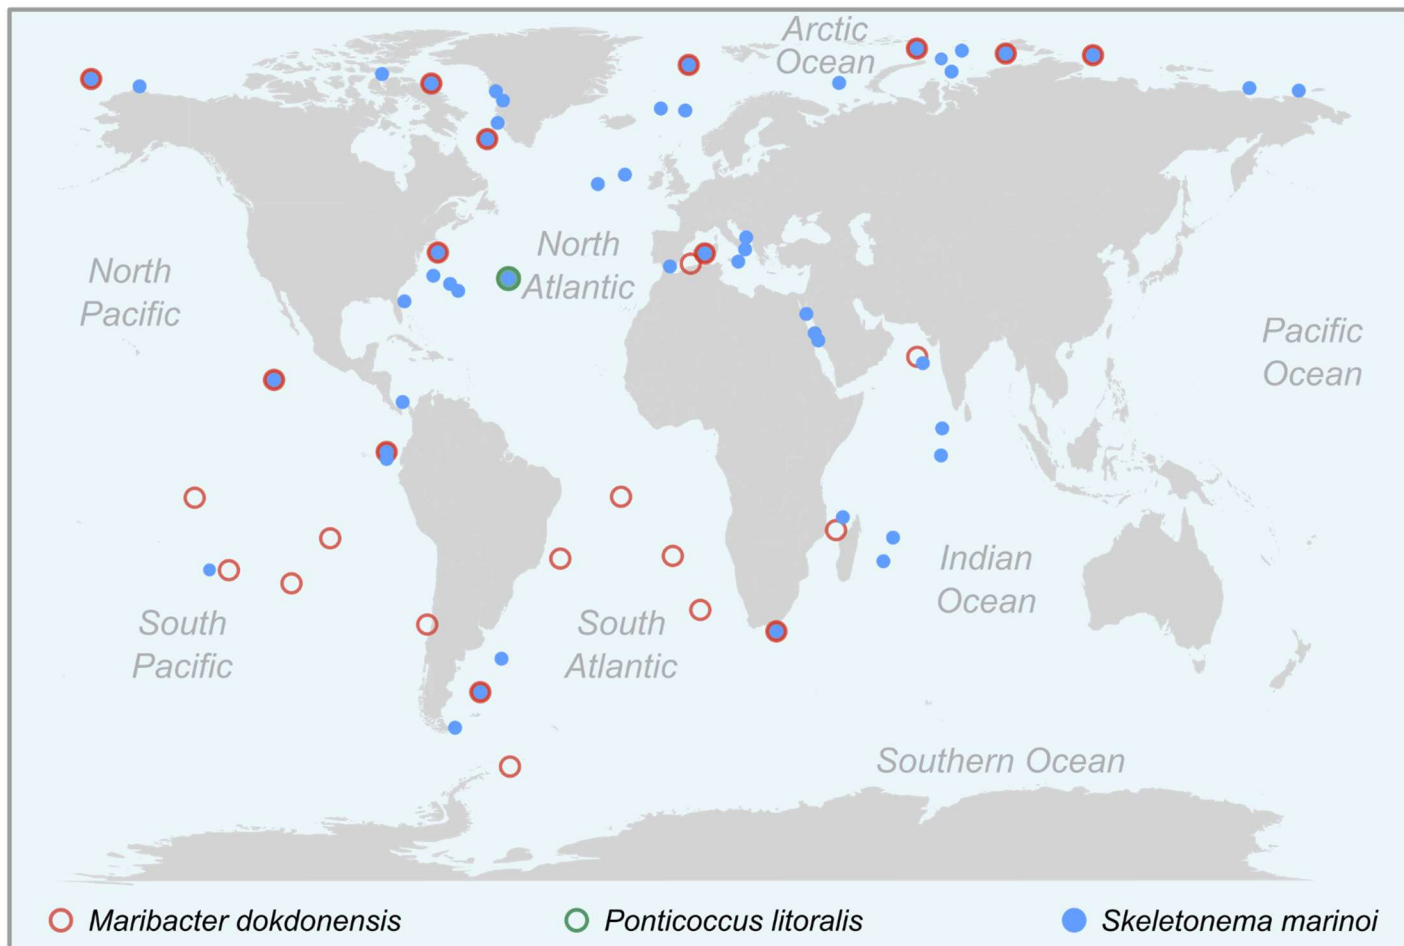 Arctic
Ocean
North
Pacific
North
Atlantic
Pacific
Ocean
Indian
Ocean
South
Pacific
South
Atlantic
Southern Ocean
Maribacter dokdonensis
Ponticoccus litoralis
Skeletonema marinoi